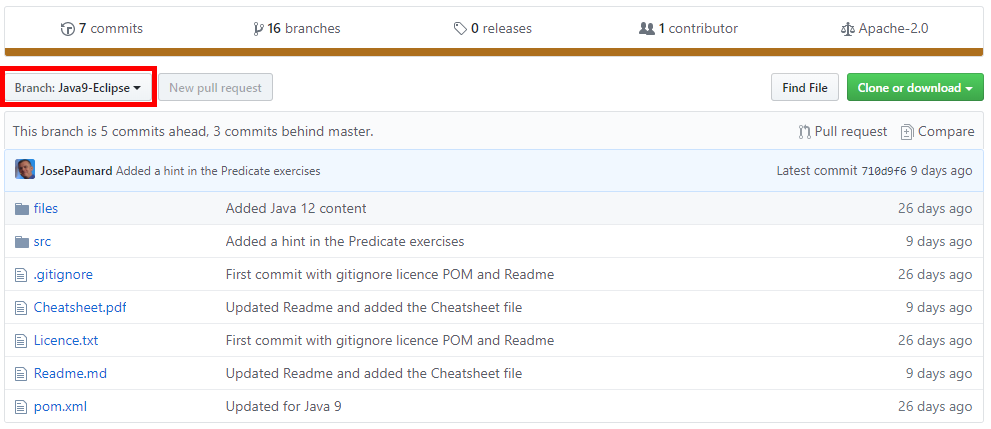 7 commits 16 branches 0 releases 1 contributor Apache-2.0
Branch: Java9-Eclipse New pull request Find File Clone or download
This branch is 5 commits ahead, 3 commits behind master. Pull request Compare
JosePaumard Added a hint in the Predicate exercises Latest commit 710d9f6 9 days ago
files Added Java 12 content 26 days ago
src Added a hint in the Predicate exercises 9 days ago
.gitignore First commit with gitignore licence POM and Readme 26 days ago
Cheatsheet.pdf Updated Readme and added the Cheatsheet file 9 days ago
Licence.txt First commit with gitignore licence POM and Readme 26 days ago
Readme.md Updated Readme and added the Cheatsheet file 9 days ago
pom.xml Updated for Java 9 26 days ago